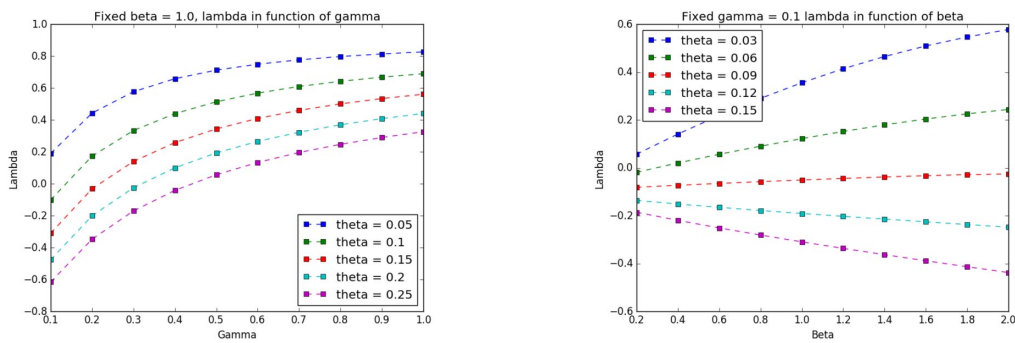 Fixed beta = 1.0, lambda in function of gamma
1.0
0.8
0.6
0.4
0.2
0.0
−0.2
−0.4
−0.6
−0.8
Lambda
theta = 0.05
theta = 0.1
theta = 0.15
theta = 0.2
theta = 0.25
0.1 0.2 0.3 0.4 0.5 0.6 0.7 0.8 0.9 1.0
Gamma
Fixed gamma = 0.1 lambda in function of beta
0.6
0.4
0.2
0.0
−0.2
−0.4
−0.6
Lambda
theta = 0.03
theta = 0.06
theta = 0.09
theta = 0.12
theta = 0.15
0.2 0.4 0.6 0.8 1.0 1.2 1.4 1.6 1.8 2.0
Beta